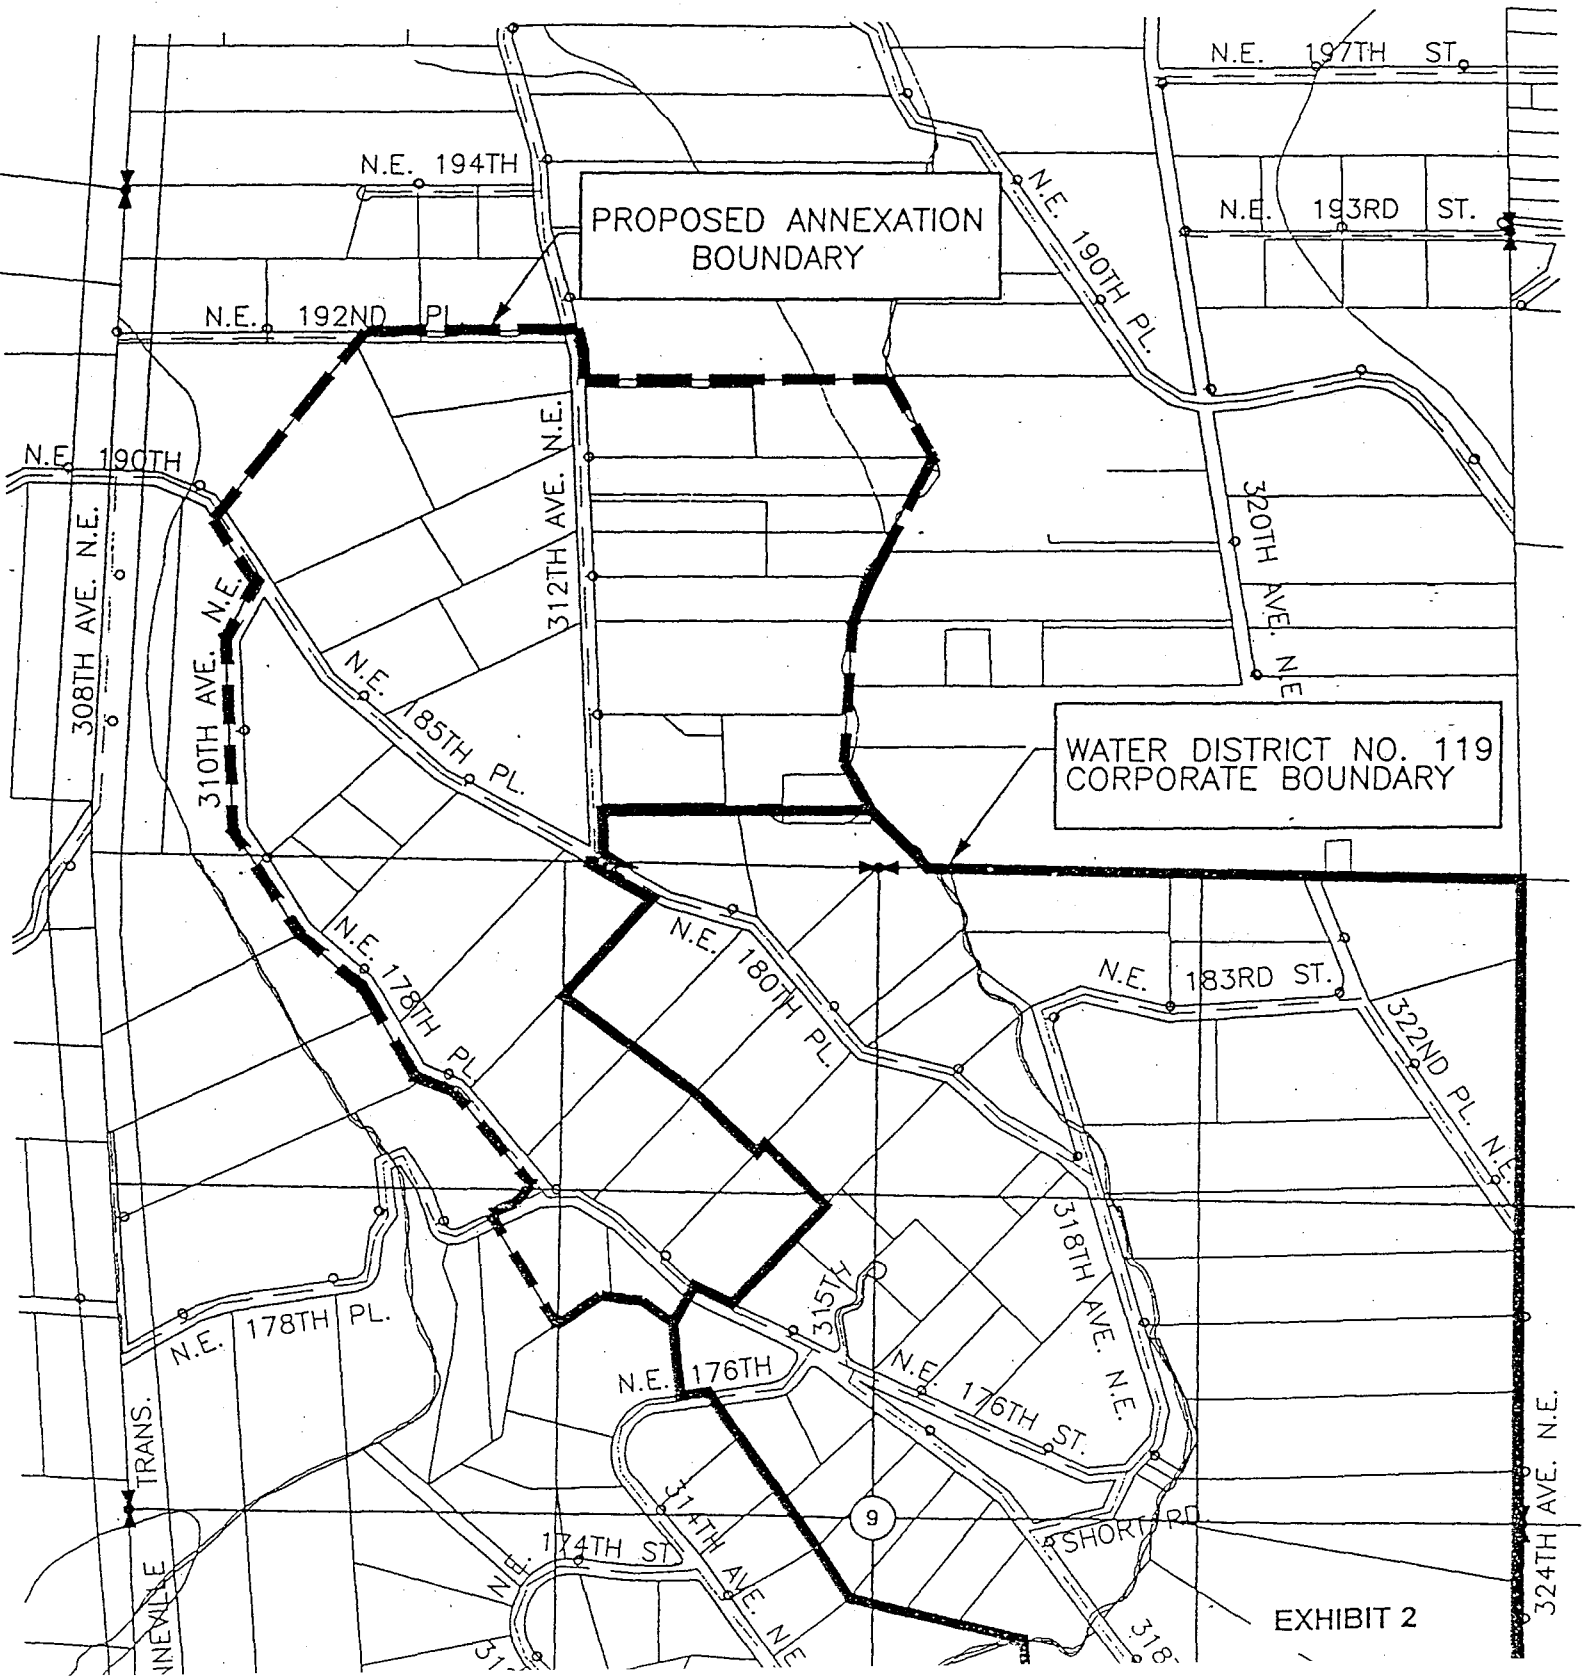 N.E. 197TH ST.
N.E. 194TH
PROPOSED ANNEXATION
BOUNDARY
N.E. 190TH PL.
N.E. 193RD ST.
N.E. 192ND PL.
N.E. 190TH
308TH AVE. N.E.
310TH AVE. N.E.
312TH AVE. N.E.
320TH AVE. N.E.
N.E. 185TH PL.
WATER DISTRICT NO. 119
CORPORATE BOUNDARY
N.E. 178TH PL.
N.E. 180TH PL.
N.E. 183RD ST.
322ND PL. N.E.
318TH AVE. N.E.
315TH
N.E. 178TH PL.
N.E. 176TH
N.E. 176TH ST.
TRANS.
NNEVILLE
9
SHORT RD.
N.E. 174TH ST.
314TH AVE. N.E.
324TH AVE. N.E.
318
EXHIBIT 2